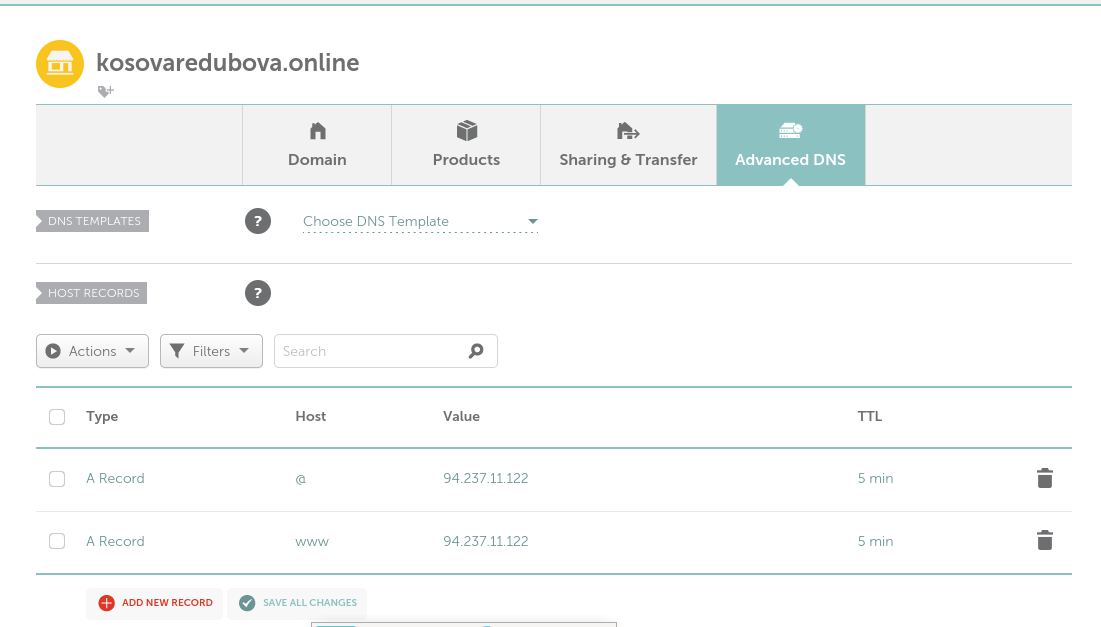 kosovaredubova.online
Domain
Products
Sharing & Transfer
Advanced DNS
DNS TEMPLATES
?
Choose DNS Template
HOST RECORDS
?
Actions
Filters
Search
Type Host Value TTL
A Record @ 94.237.11.122 5 min
A Record www 94.237.11.122 5 min
ADD NEW RECORD
SAVE ALL CHANGES